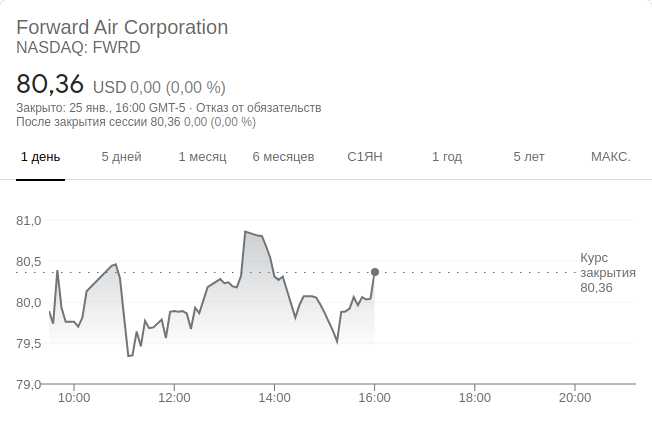 Forward Air Corporation
NASDAQ: FWRD
80,36 USD 0,00 (0,00 %)
Закрыто: 25 янв., 16:00 GMT-5 · Отказ от обязательств
После закрытия сессии 80,36 0,00 (0,00 %)
1 день 5 дней 1 месяц 6 месяцев С1ЯН 1 год 5 лет МАКС.
81,0
80,5
Курс
закрытия
80,36
80,0
79,5
79,0
10:00 12:00 14:00 16:00 18:00 20:00